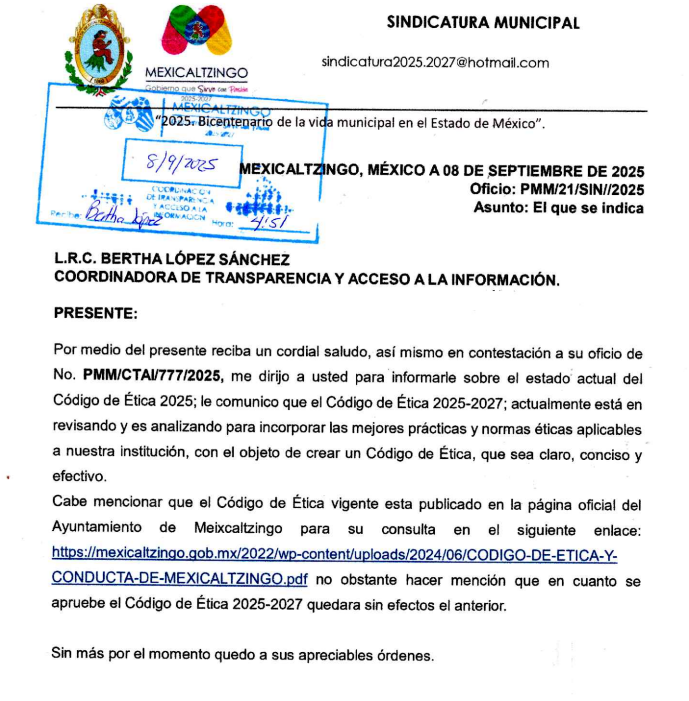 SINDICATURA MUNICIPAL
MEXICALTZINGO
Gobierno que Sirve con Pasión
2025-2027
sindicatura2025.2027@hotmail.com
MEXICALTZINGO
"2025. Bicentenario de la vida municipal en el Estado de México".
8/9/2025
COORDINACIÓN
DE TRANSPARENCIA
Y ACCESO A LA
INFORMACIÓN
Recibe: Bertha López Hora: 4:51
MEXICALTZINGO, MÉXICO A 08 DE SEPTIEMBRE DE 2025
Oficio: PMM/21/SIN//2025
Asunto: El que se indica
L.R.C. BERTHA LÓPEZ SÁNCHEZ
COORDINADORA DE TRANSPARENCIA Y ACCESO A LA INFORMACIÓN.
PRESENTE:
Por medio del presente reciba un cordial saludo, así mismo en contestación a su oficio de
No. PMM/CTAI/777/2025, me dirijo a usted para informarle sobre el estado actual del
Código de Ética 2025; le comunico que el Código de Ética 2025-2027; actualmente está en
revisando y es analizando para incorporar las mejores prácticas y normas éticas aplicables
a nuestra institución, con el objeto de crear un Código de Ética, que sea claro, conciso y
efectivo.
Cabe mencionar que el Código de Ética vigente esta publicado en la página oficial del
Ayuntamiento de Meixcaltzingo para su consulta en el siguiente enlace:
https://mexicaltzingo.gob.mx/2022/wp-content/uploads/2024/06/CODIGO-DE-ETICA-Y-
CONDUCTA-DE-MEXICALTZINGO.pdf no obstante hacer mención que en cuanto se
apruebe el Código de Ética 2025-2027 quedara sin efectos el anterior.
Sin más por el momento quedo a sus apreciables órdenes.